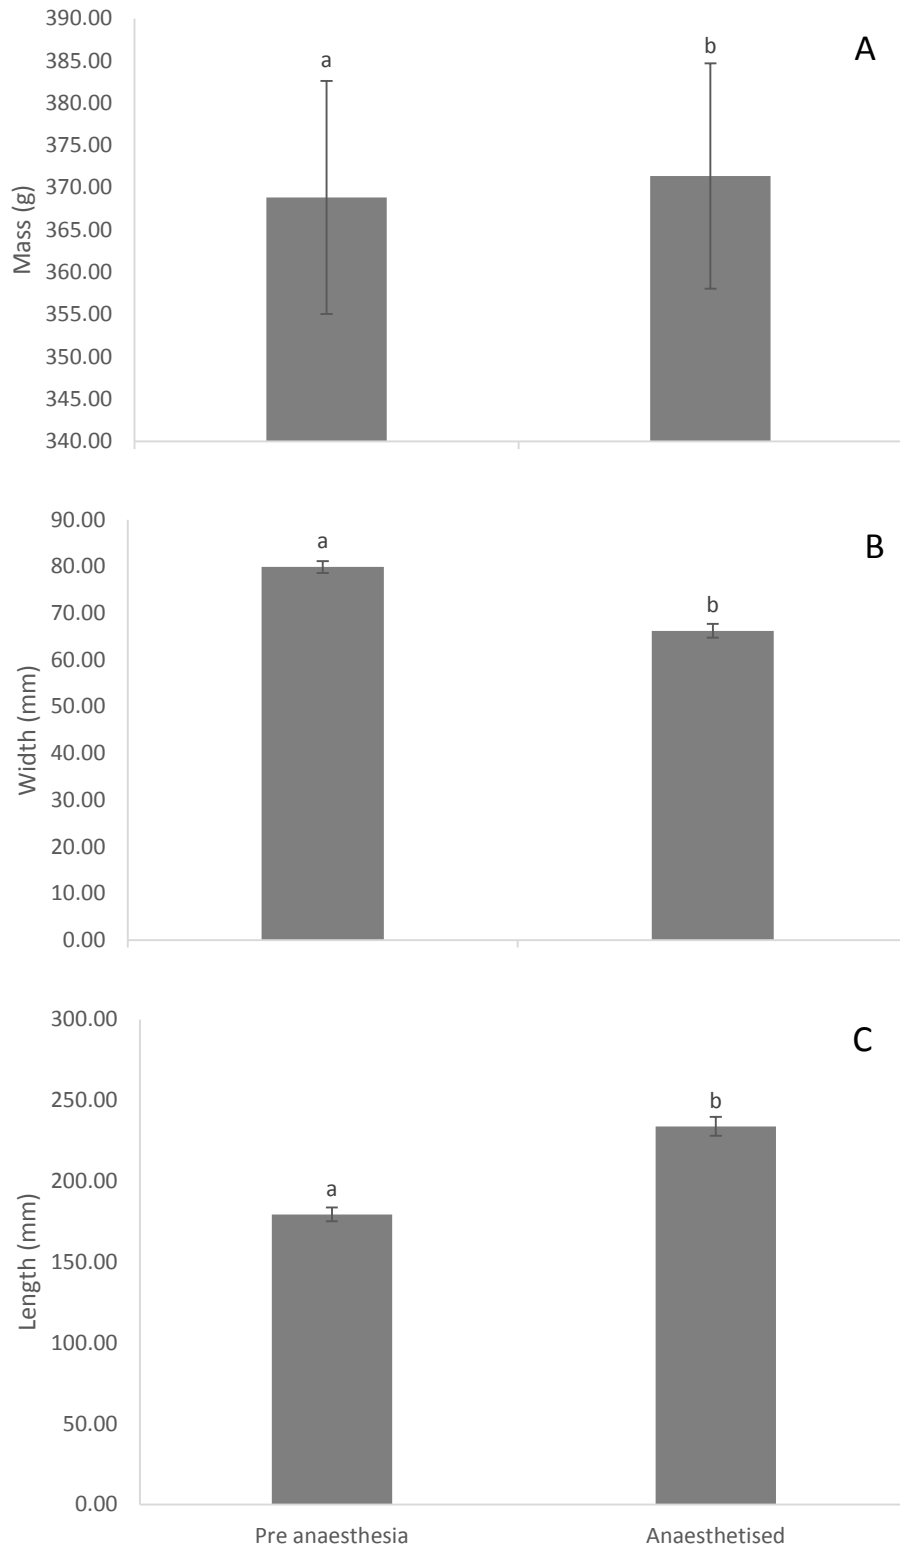 A
390.00
385.00
380.00
375.00
370.00
365.00
360.00
355.00
350.00
345.00
340.00
Mass (g)
a
b
B
90.00
80.00
70.00
60.00
50.00
40.00
30.00
20.00
10.00
0.00
Width (mm)
a
b
C
300.00
250.00
200.00
150.00
100.00
50.00
0.00
Length (mm)
a
b
Pre anaesthesia
Anaesthetised